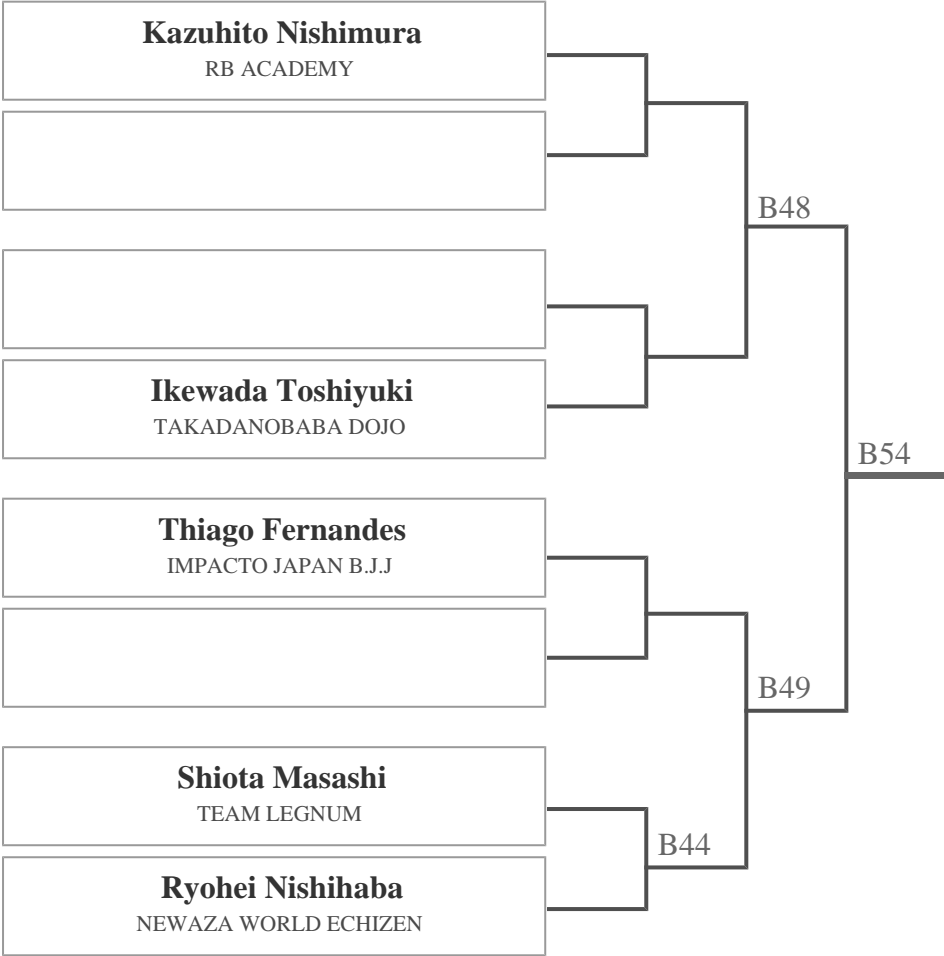 Kazuhito Nishimura
RB ACADEMY
B48
Ikewada Toshiyuki
TAKADANOBABA DOJO
B54
Thiago Fernandes
IMPACTO JAPAN B.J.J
B49
Shiota Masashi
TEAM LEGNUM
B44
Ryohei Nishihaba
NEWAZA WORLD ECHIZEN